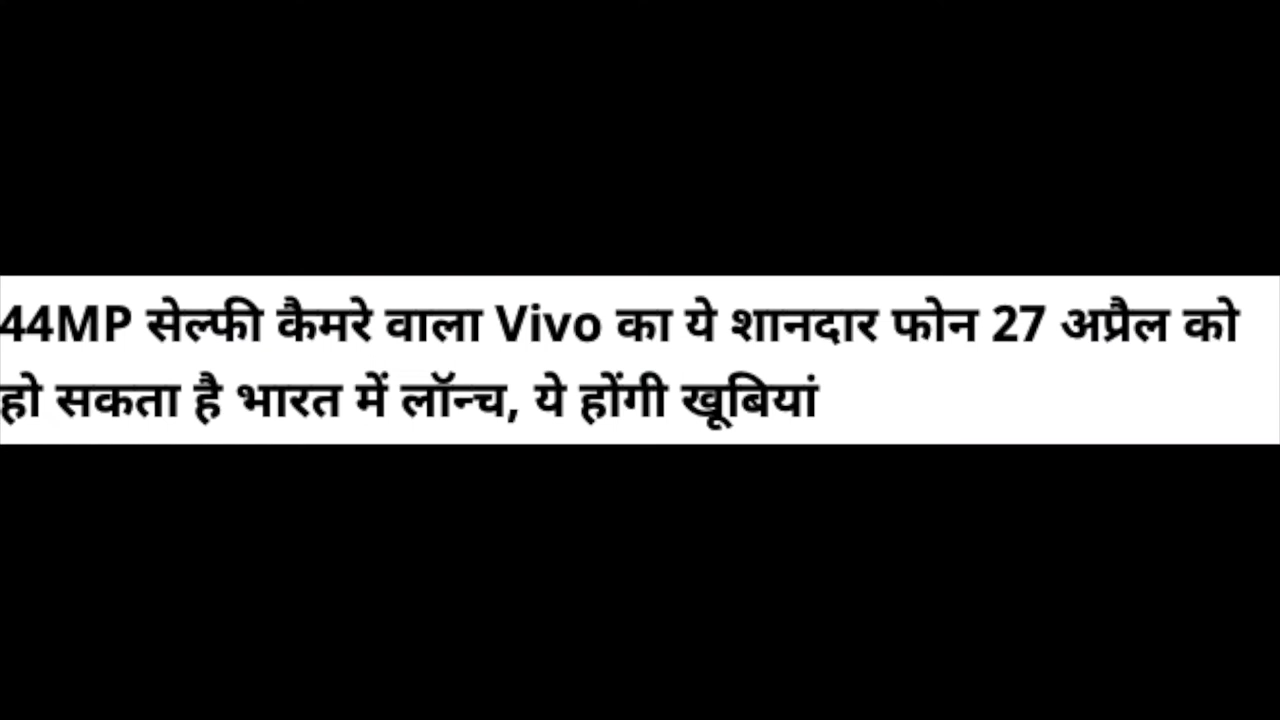 44MP सेल्फी कैमरे वाला Vivo का ये शानदार फोन 27 अप्रैल को
हो सकता है भारत में लॉन्च, ये होंगी खूबियां